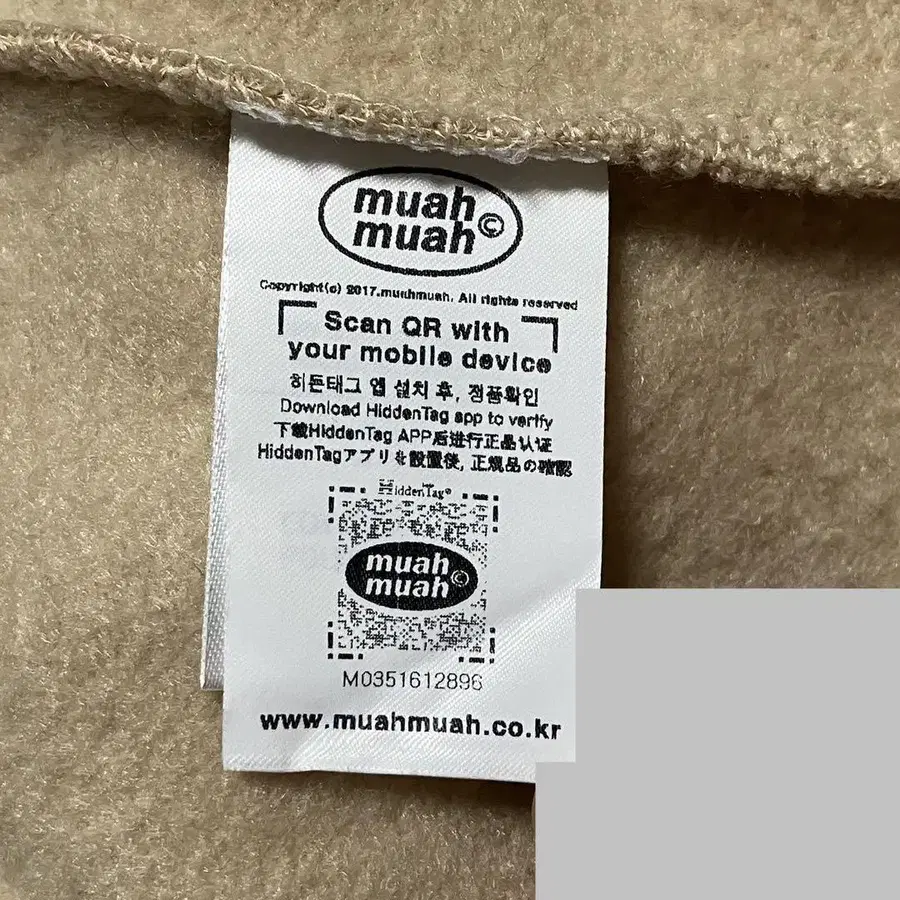 muah
muah©
Copyright(c) 2017.muahmuah. All rights reserved
Scan QR with
your mobile device
히든태그 앱 설치 후, 정품확인
Download HiddenTag app to verify
下载HiddenTag APP后进行正品认证
HiddenTagアプリを設置後, 正規品の確認
HiddenTag®
muah
muah©
M0351612896
www.muahmuah.co.kr